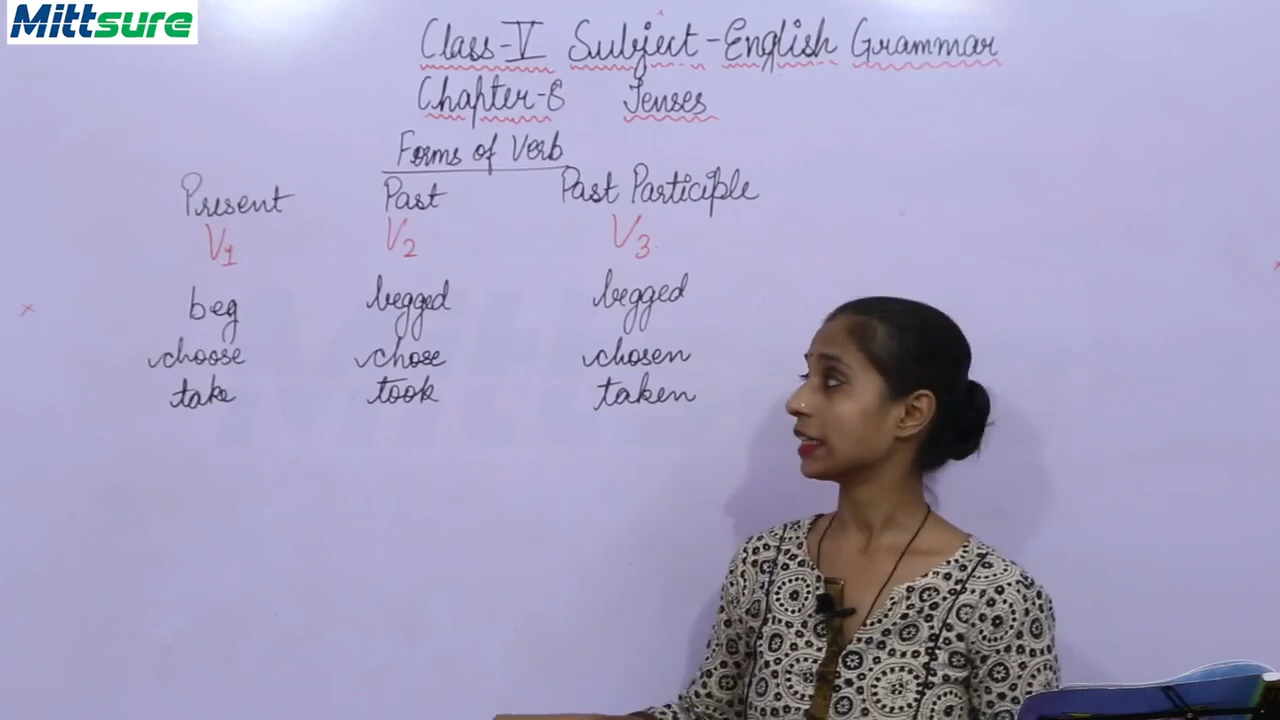 Mittsure
Class-V Subject-English Grammar
Chapter-8 Tenses
Forms of Verb
Present Past Past Participle
V1 V2 V3
beg begged begged
choose chose chosen
take took taken